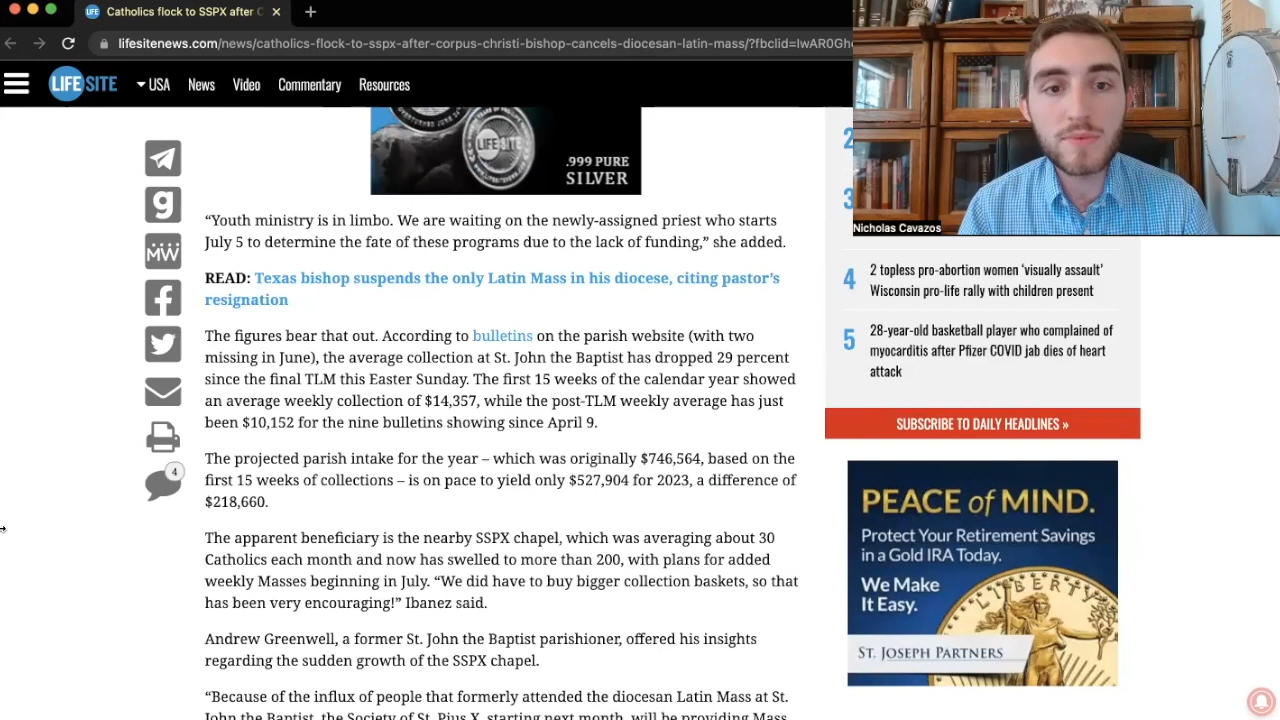 Catholics flock to SSPX after C
lifesitenews.com/news/catholics-flock-to-sspx-after-corpus-christi-bishop-cancels-diocesan-latin-mass/?fbclid=IwAR0Gh
LIFE SITE
USA News Video Commentary Resources
LIFESITE
.999 PURE
SILVER
“Youth ministry is in limbo. We are waiting on the newly-assigned priest who starts
July 5 to determine the fate of these programs due to the lack of funding,” she added.
READ: Texas bishop suspends the only Latin Mass in his diocese, citing pastor’s
resignation
The figures bear that out. According to bulletins on the parish website (with two
missing in June), the average collection at St. John the Baptist has dropped 29 percent
since the final TLM this Easter Sunday. The first 15 weeks of the calendar year showed
an average weekly collection of $14,357, while the post-TLM weekly average has just
been $10,152 for the nine bulletins showing since April 9.
The projected parish intake for the year – which was originally $746,564, based on the
first 15 weeks of collections – is on pace to yield only $527,904 for 2023, a difference of
$218,660.
The apparent beneficiary is the nearby SSPX chapel, which was averaging about 30
Catholics each month and now has swelled to more than 200, with plans for added
weekly Masses beginning in July. “We did have to buy bigger collection baskets, so that
has been very encouraging!” Ibanez said.
Andrew Greenwell, a former St. John the Baptist parishioner, offered his insights
regarding the sudden growth of the SSPX chapel.
“Because of the influx of people that formerly attended the diocesan Latin Mass at St.
John the Baptist, the Society of St. Pius X, starting next month, will be providing Mass
MW
4
Nicholas Cavazos
2
3
4
2 topless pro-abortion women ‘visually assault’
Wisconsin pro-life rally with children present
5
28-year-old basketball player who complained of
myocarditis after Pfizer COVID jab dies of heart
attack
SUBSCRIBE TO DAILY HEADLINES »
PEACE of MIND.
Protect Your Retirement Savings
in a Gold IRA Today.
We Make
It Easy.
LIBERTY
ST. JOSEPH PARTNERS